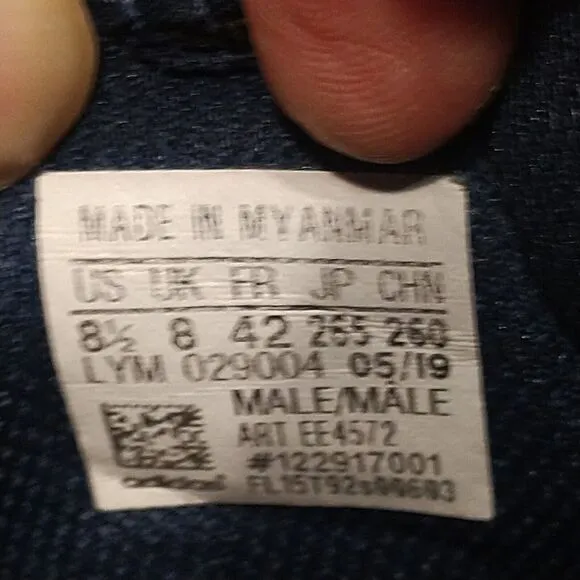 MADE IN MYANMAR
US UK FR JP CHN
8½ 8 42 265 260
LYM 029004 05/19
MALE/MÂLE
ART EE4572
#122917001
adidas